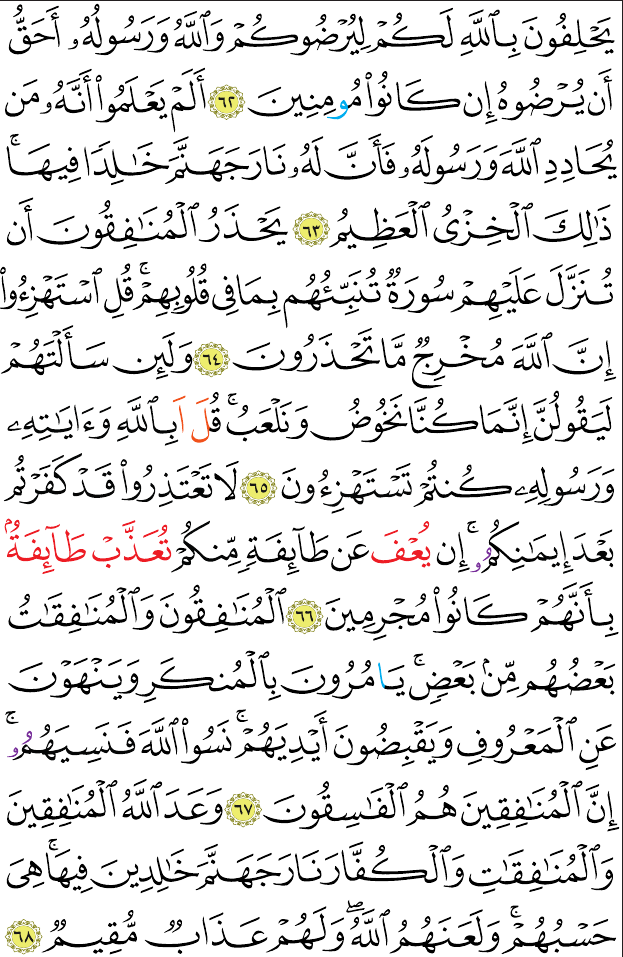 يَحْلِفُونَ بِٱللَّهِ لَكُمْ لِيُرْضُوكُمْ وَٱللَّهُ وَرَسُولُهُۥ أَحَقُّ
أَن يُرْضُوهُ إِن كَانُوا۟ مُومِنِينَ ٦٢ أَلَمْ يَعْلَمُوٓا۟ أَنَّهُۥ مَن
يُحَادِدِ ٱللَّهَ وَرَسُولَهُۥ فَأَنَّ لَهُۥ نَارَ جَهَنَّمَ خَـٰلِدًا فِيهَا ۚ
ذَٰلِكَ ٱلْخِزْىُ ٱلْعَظِيمُ ٦٣ يَحْذَرُ ٱلْمُنَـٰفِقُونَ أَن
تُنَزَّلَ عَلَيْهِمْ سُورَةٌ تُنَبِّئُهُم بِمَا فِى قُلُوبِهِمْ ۚ قُلِ ٱسْتَهْزِءُوٓا۟
إِنَّ ٱللَّهَ مُخْرِجٌ مَّا تَحْذَرُونَ ٦٤ وَلَئِن سَأَلْتَهُمْ
لَيَقُولُنَّ إِنَّمَا كُنَّا نَخُوضُ وَنَلْعَبُ ۚ قُلَ اَبِٱللَّهِ وَءَايَـٰتِهِۦ
وَرَسُولِهِۦ كُنتُمْ تَسْتَهْزِءُونَ ٦٥ لَا تَعْتَذِرُوا۟ قَدْ كَفَرْتُم
بَعْدَ إِيمَـٰنِكُمُۥ ۚ إِن يُعْفَ عَن طَآئِفَةٍ مِّنكُمْ تُعَذَّبْ طَآئِفَةٌۢ
بِأَنَّهُمْ كَانُوا۟ مُجْرِمِينَ ٦٦ ٱلْمُنَـٰفِقُونَ وَٱلْمُنَـٰفِقَـٰتُ
بَعْضُهُم مِّنۢ بَعْضٍ ۚ يَامُرُونَ بِٱلْمُنكَرِ وَيَنْهَوْنَ
عَنِ ٱلْمَعْرُوفِ وَيَقْبِضُونَ أَيْدِيَهُمْ ۚ نَسُوا۟ ٱللَّهَ فَنَسِيَهُمُۥٓ ۚ
إِنَّ ٱلْمُنَـٰفِقِينَ هُمُ ٱلْفَـٰسِقُونَ ٦٧ وَعَدَ ٱللَّهُ ٱلْمُنَـٰفِقِينَ
وَٱلْمُنَـٰفِقَـٰتِ وَٱلْكُفَّارَ نَارَ جَهَنَّمَ خَـٰلِدِينَ فِيهَا ۚ هِىَ
حَسْبُهُمْ ۚ وَلَعَنَهُمُ ٱللَّهُ ۖ وَلَهُمْ عَذَابٌ مُّقِيمٌ ٦٨